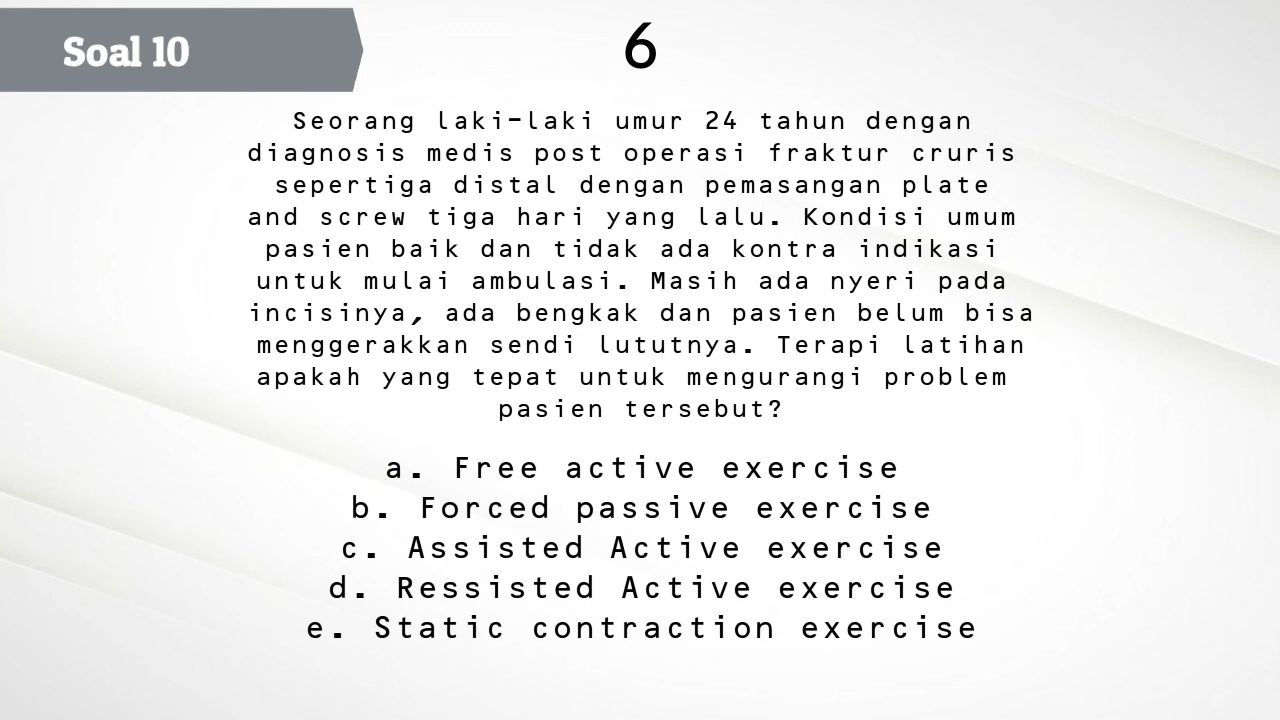 Soal 10
6
Seorang laki-laki umur 24 tahun dengan
diagnosis medis post operasi fraktur cruris
sepertiga distal dengan pemasangan plate
and screw tiga hari yang lalu. Kondisi umum
pasien baik dan tidak ada kontra indikasi
untuk mulai ambulasi. Masih ada nyeri pada
incisinya, ada bengkak dan pasien belum bisa
menggerakkan sendi lututnya. Terapi latihan
apakah yang tepat untuk mengurangi problem
pasien tersebut?
a. Free active exercise
b. Forced passive exercise
c. Assisted Active exercise
d. Ressisted Active exercise
e. Static contraction exercise